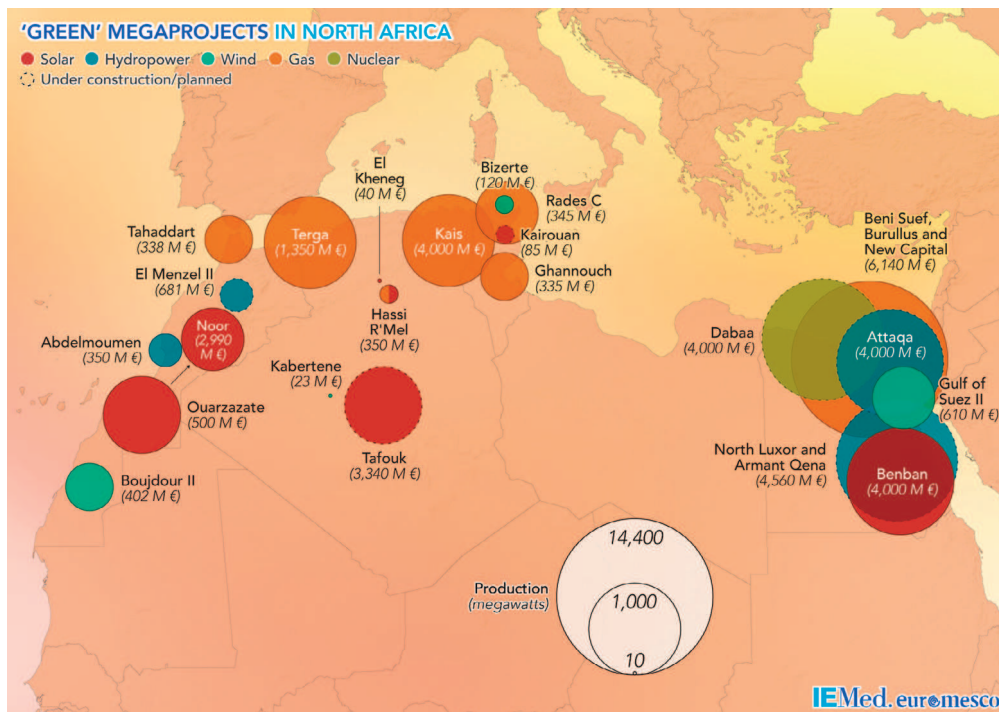 'GREEN' MEGAPROJECTS IN NORTH AFRICA
Solar Hydropower Wind Gas Nuclear
Under construction/planned
El
Kheneg
(40 M €)
Bizerte
(120 M €)
Rades C
(345 M €)
Tahaddart
(338 M €)
Terga
(1,350 M €)
Kais
(4,000 M €)
Kairouan
(85 M €)
Ghannouch
(335 M €)
El Menzel II
(681 M €)
Noor
(2,990
M €)
Abdelmoumen
(350 M €)
Hassi
R'Mel
(350 M €)
Kabertene
(23 M €)
Ouarzazate
(500 M €)
Tafouk
(3,340 M €)
Boujdour II
(402 M €)
Beni Suef,
Burullus and
New Capital
(6,140 M €)
Dabaa
(4,000 M €)
Attaqa
(4,000 M €)
Gulf of
Suez II
(610 M €)
North Luxor and
Armant Qena
(4,560 M €)
Benban
(4,000 M €)
Production
(megawatts)
14,400
1,000
10
IEMed. euromesco